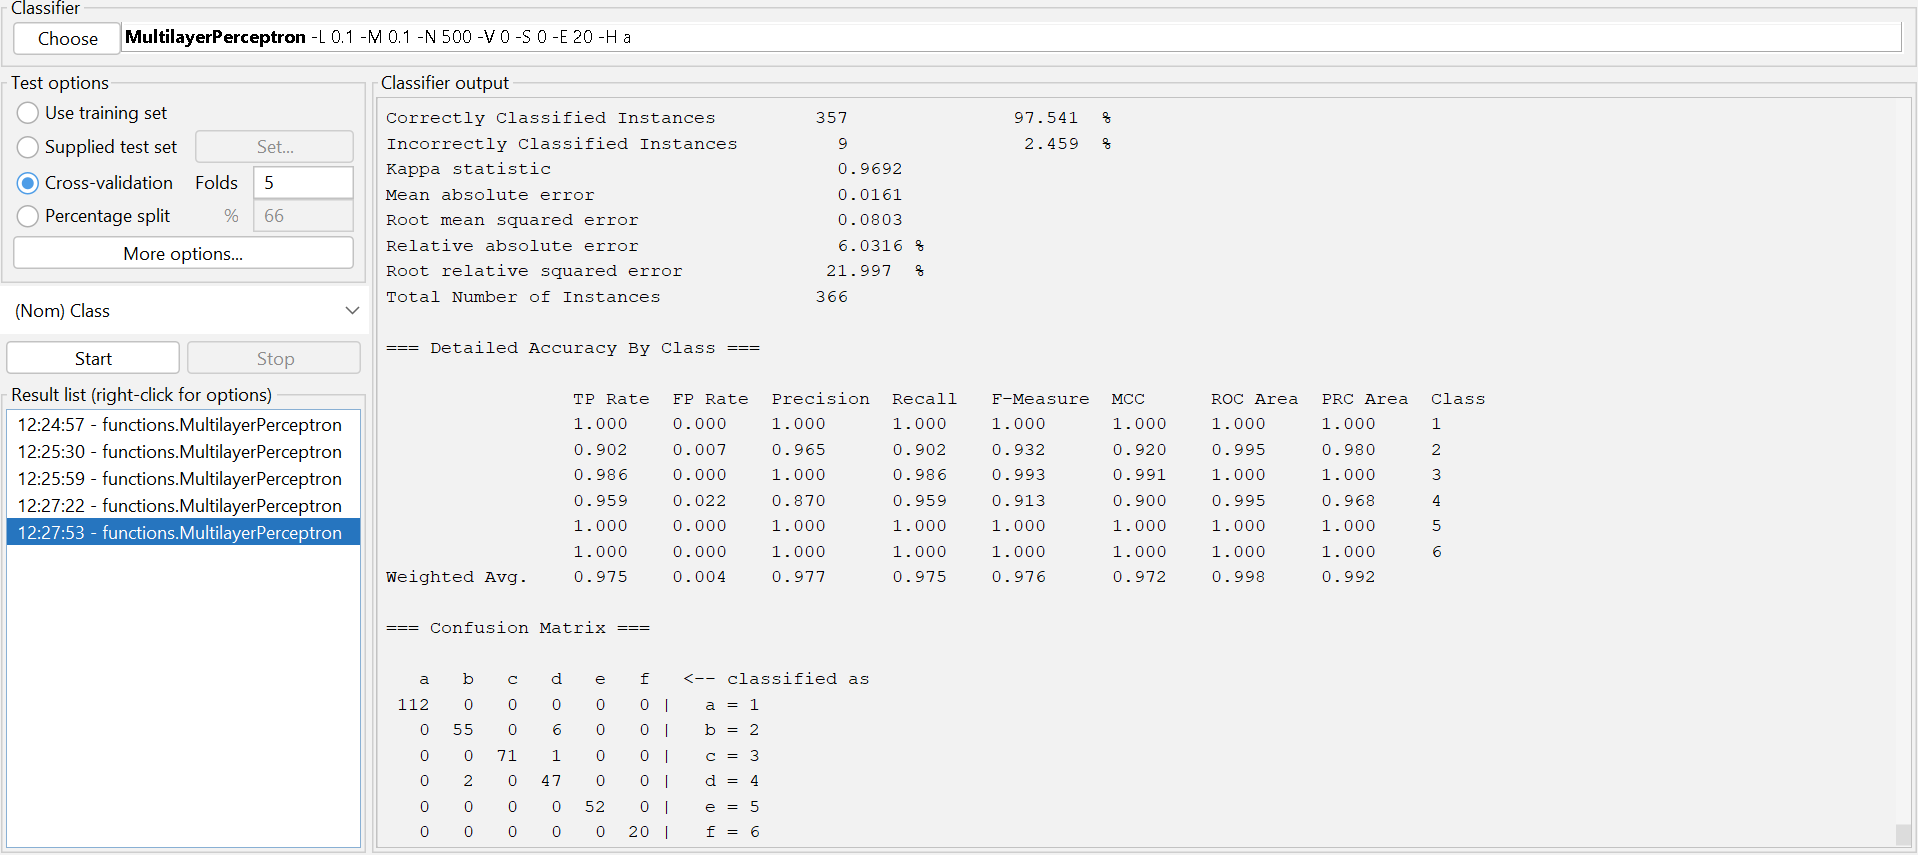 Classifier
Choose MultilayerPerceptron -L 0.1 -M 0.1 -N 500 -V 0 -S 0 -E 20 -H a
Test options
Use training set
Supplied test set Set...
Cross-validation Folds 5
Percentage split % 66
More options...
(Nom) Class
Start Stop
Result list (right-click for options)
12:24:57 - functions.MultilayerPerceptron
12:25:30 - functions.MultilayerPerceptron
12:25:59 - functions.MultilayerPerceptron
12:27:22 - functions.MultilayerPerceptron
12:27:53 - functions.MultilayerPerceptron
Classifier output
Correctly Classified Instances 357 97.541 %
Incorrectly Classified Instances 9 2.459 %
Kappa statistic 0.9692
Mean absolute error 0.0161
Root mean squared error 0.0803
Relative absolute error 6.0316 %
Root relative squared error 21.997 %
Total Number of Instances 366
=== Detailed Accuracy By Class ===
TP Rate FP Rate Precision Recall F-Measure MCC ROC Area PRC Area Class
1.000 0.000 1.000 1.000 1.000 1.000 1.000 1.000 1
0.902 0.007 0.965 0.902 0.932 0.920 0.995 0.980 2
0.986 0.000 1.000 0.986 0.993 0.991 1.000 1.000 3
0.959 0.022 0.870 0.959 0.913 0.900 0.995 0.968 4
1.000 0.000 1.000 1.000 1.000 1.000 1.000 1.000 5
1.000 0.000 1.000 1.000 1.000 1.000 1.000 1.000 6
Weighted Avg. 0.975 0.004 0.977 0.975 0.976 0.972 0.998 0.992
=== Confusion Matrix ===
a b c d e f <-- classified as
112 0 0 0 0 0 | a = 1
0 55 0 6 0 0 | b = 2
0 0 71 1 0 0 | c = 3
0 2 0 47 0 0 | d = 4
0 0 0 0 52 0 | e = 5
0 0 0 0 0 20 | f = 6